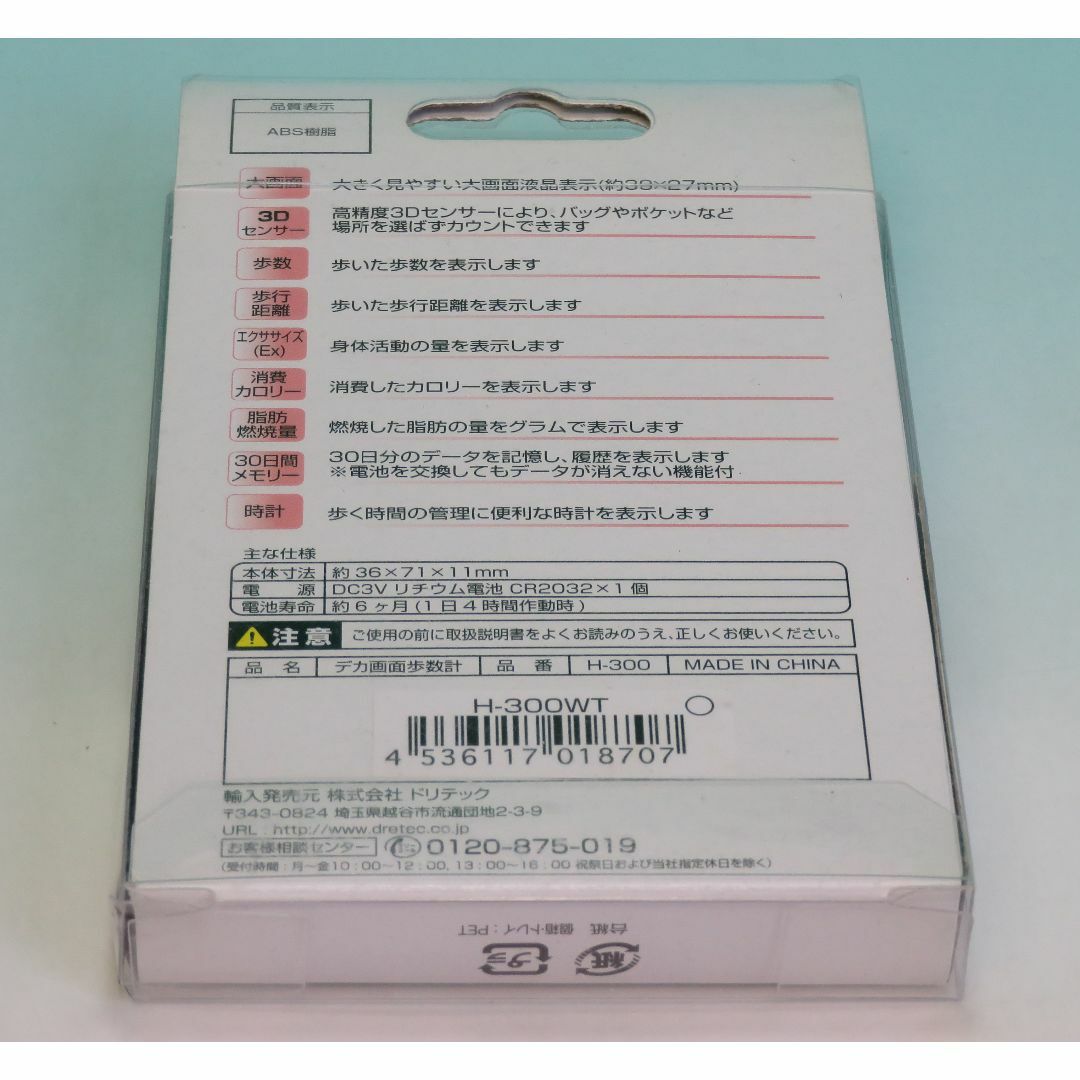 品質表示
ABS樹脂
大画面 大きく見やすい大画面液晶表示(約38×27mm)
3Dセンサー 高精度3Dセンサーにより、バッグやポケットなど
場所を選ばずカウントできます
歩数 歩いた歩数を表示します
歩行距離 歩いた歩行距離を表示します
エクササイズ(Ex) 身体活動の量を表示します
消費カロリー 消費したカロリーを表示します
脂肪燃焼量 燃焼した脂肪の量をグラムで表示します
30日間メモリー 30日分のデータを記憶し、履歴を表示します
※電池を交換してもデータが消えない機能付
時計 歩く時間の管理に便利な時計を表示します
主な仕様
本体寸法 約36×71×11mm
電源 DC3V リチウム電池 CR2032×1個
電池寿命 約6ヶ月(1日4時間作動時)
注意 ご使用の前に取扱説明書をよくお読みのうえ、正しくお使いください。
品名 デカ画面歩数計 品番 H-300 MADE IN CHINA
H-300WT
4 536117 018707
輸入発売元 株式会社 ドリテック
〒343-0824 埼玉県越谷市流通団地2-3-9
URL : http://www.dretec.co.jp
お客様相談センター 0120-875-019
(受付時間:月~金10:00~12:00, 13:00~16:00 祝祭日および当社指定休日を除く)
台紙 個箱・トレイ:PET
紙 プラ